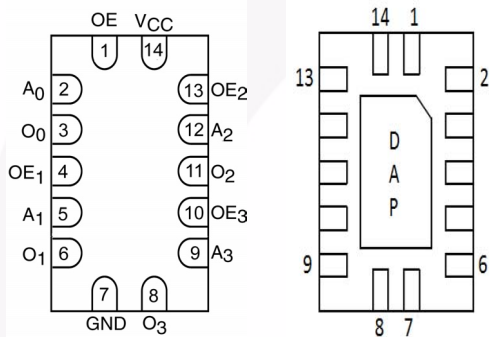 OE VCC
1 14
A0 2 13 OE2
O0 3 12 A2
OE1 4 11 O2
A1 5 10 OE3
O1 6 9 A3
7 8
GND O3
14 1
13 2
D
A
P
9 6
8 7